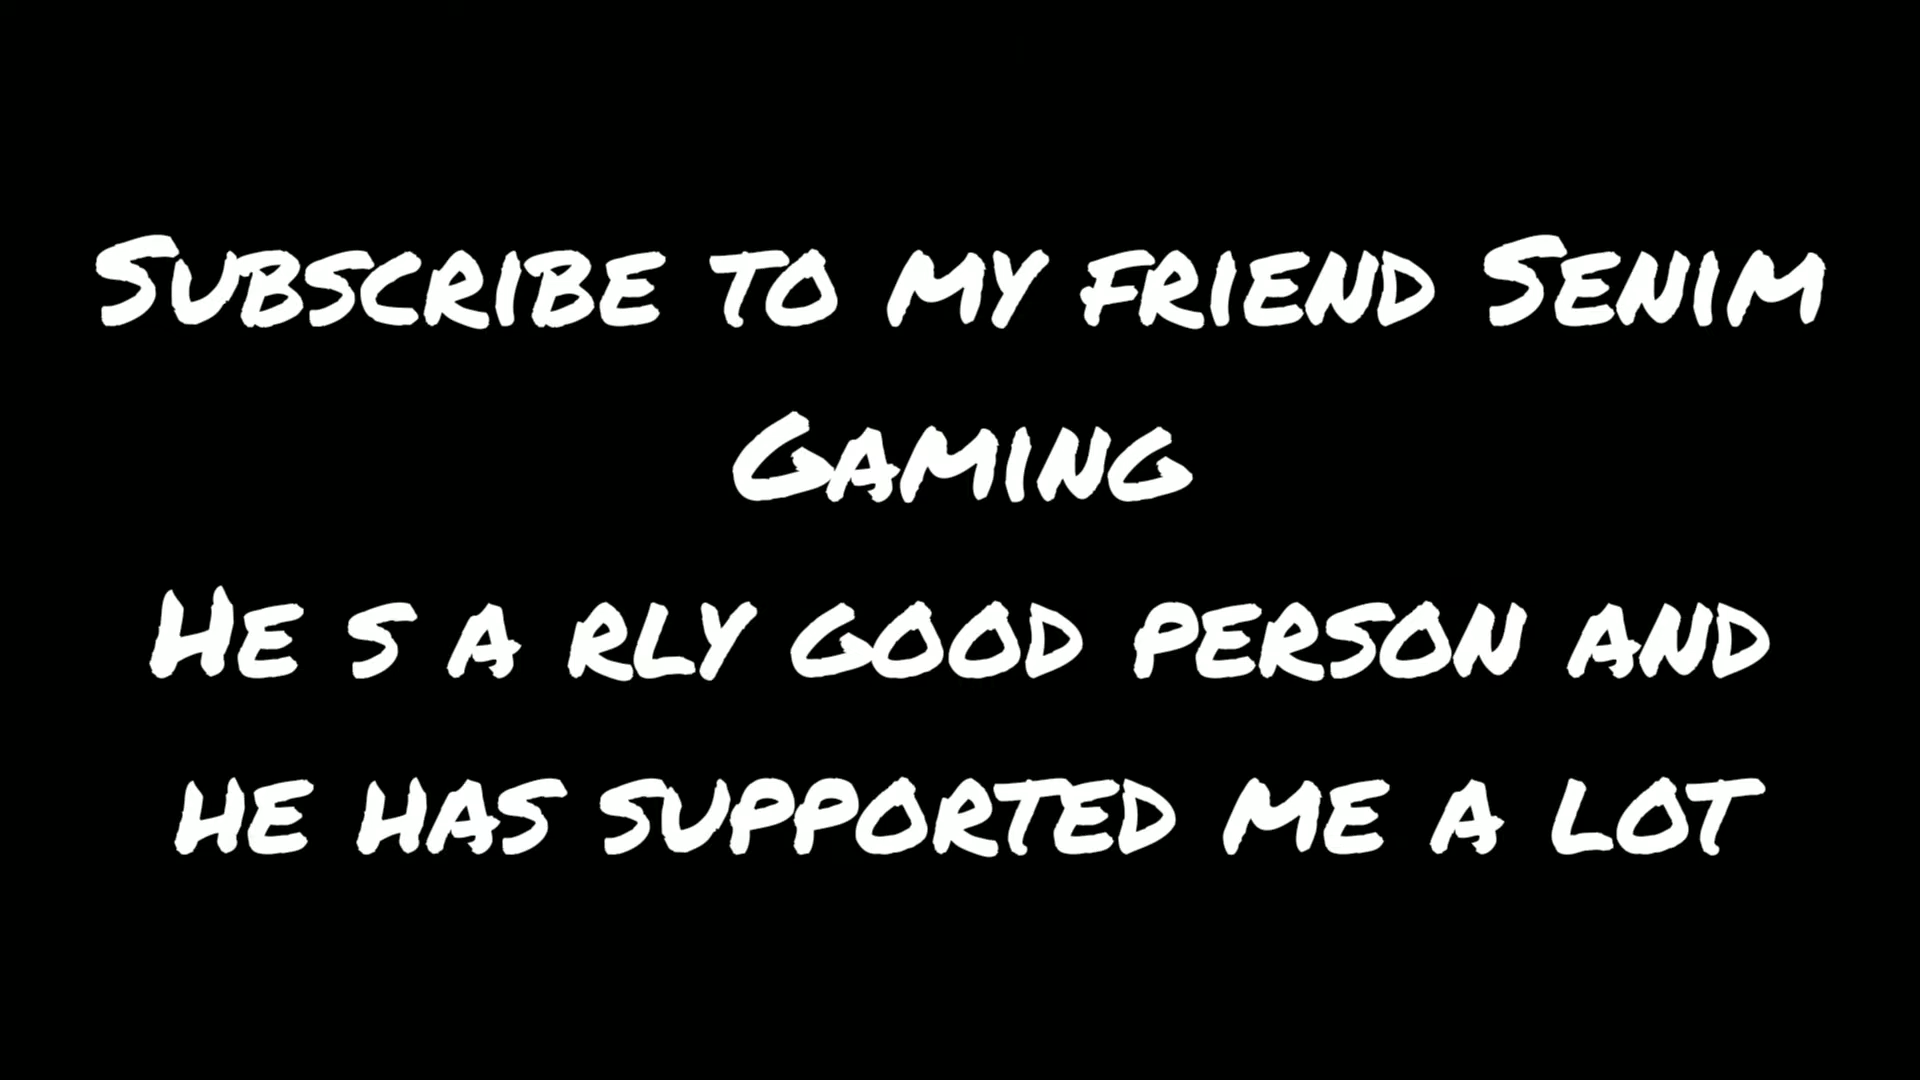 Subscribe to my friend Senim
Gaming
He s a rly good person and
he has supported me a lot